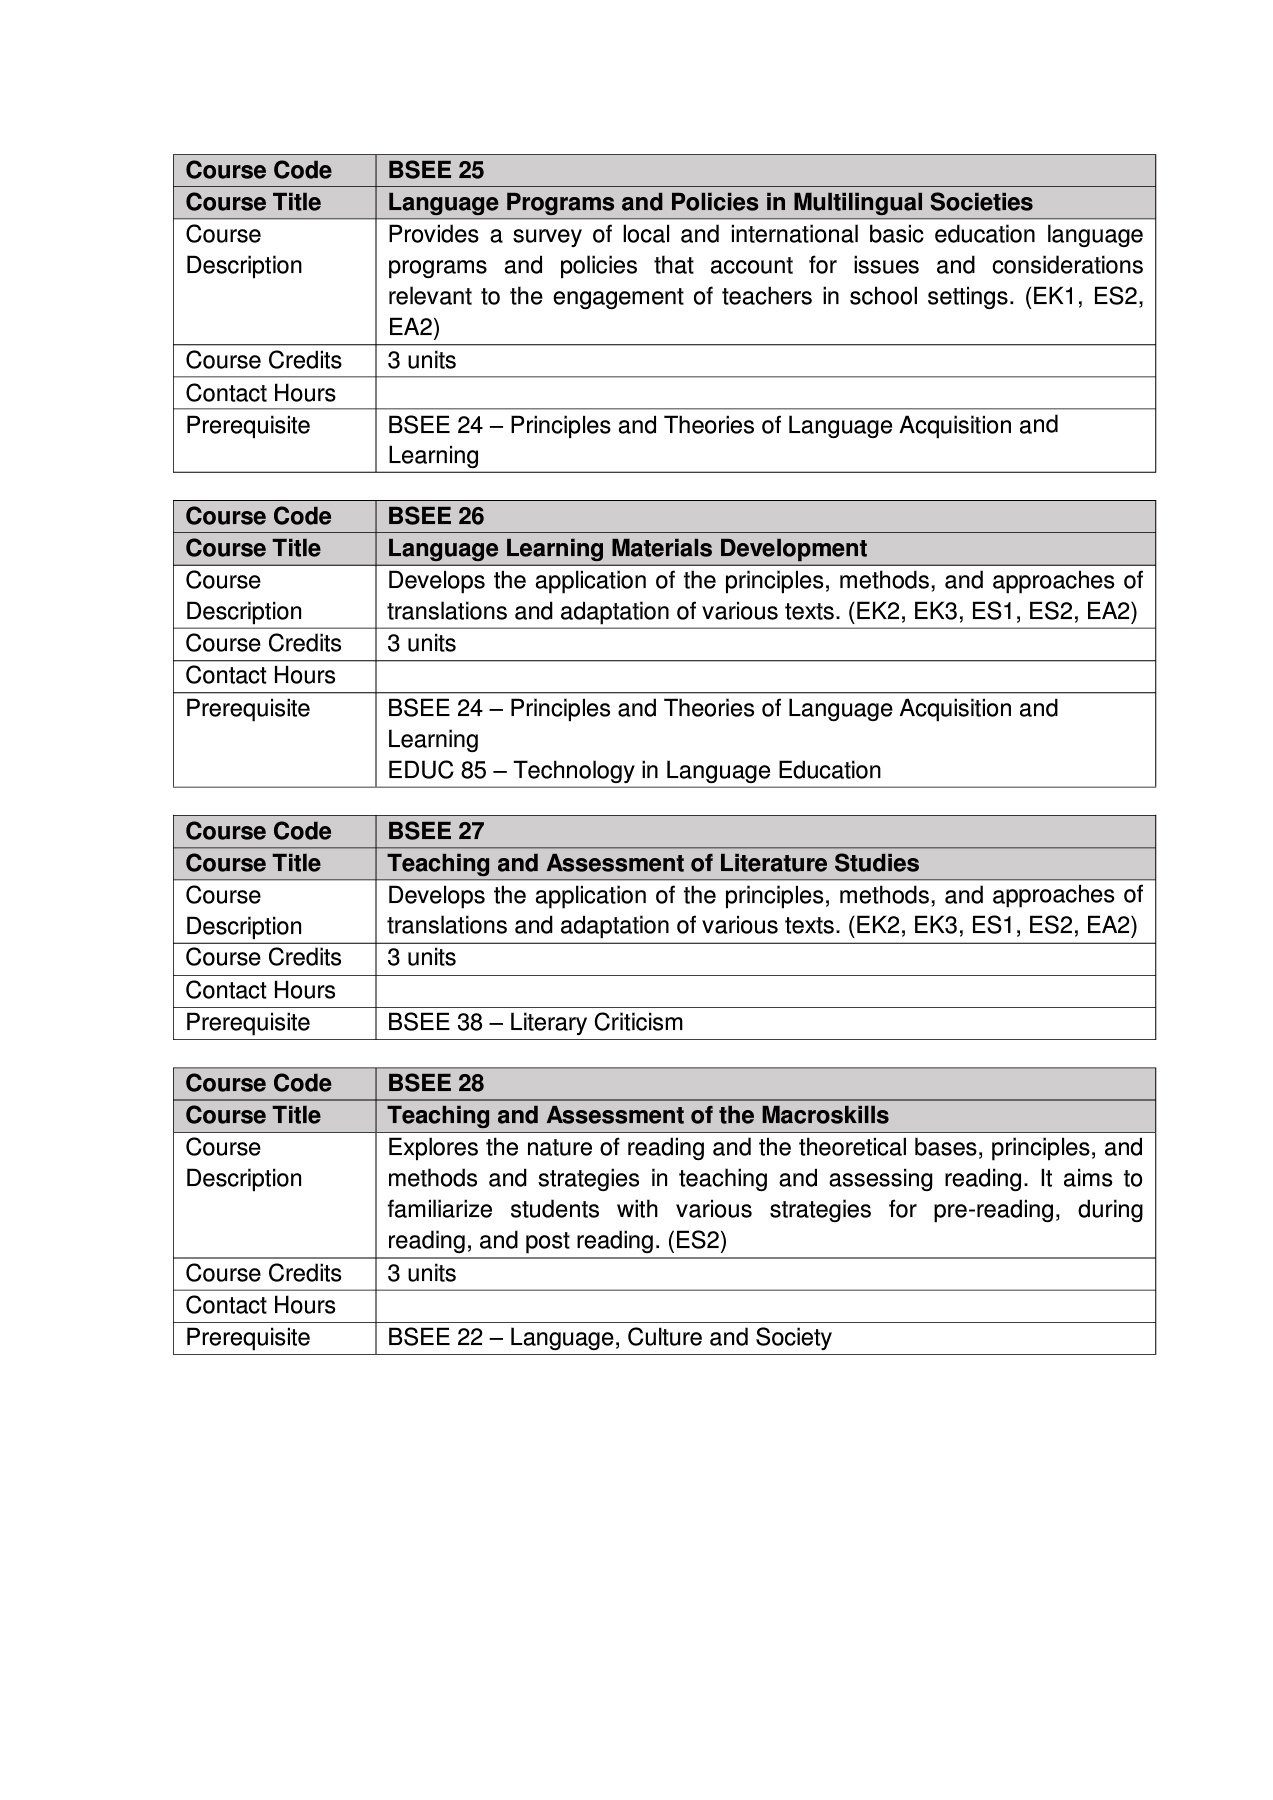 Course Code BSEE 25
Course Title Language Programs and Policies in Multilingual Societies
Course Provides a survey of local and international basic education language
Description programs and policies that account for issues and considerations
relevant to the engagement of teachers in school settings. (EK1, ES2,
EA2)
Course Credits 3 units
Contact Hours
Prerequisite BSEE 24 – Principles and Theories of Language Acquisition and
Learning
Course Code BSEE 26
Course Title Language Learning Materials Development
Course Develops the application of the principles, methods, and approaches of
Description translations and adaptation of various texts. (EK2, EK3, ES1, ES2, EA2)
Course Credits 3 units
Contact Hours
Prerequisite BSEE 24 – Principles and Theories of Language Acquisition and
Learning
EDUC 85 – Technology in Language Education
Course Code BSEE 27
Course Title Teaching and Assessment of Literature Studies
Course Develops the application of the principles, methods, and approaches of
Description translations and adaptation of various texts. (EK2, EK3, ES1, ES2, EA2)
Course Credits 3 units
Contact Hours
Prerequisite BSEE 38 – Literary Criticism
Course Code BSEE 28
Course Title Teaching and Assessment of the Macroskills
Course Explores the nature of reading and the theoretical bases, principles, and
Description methods and strategies in teaching and assessing reading. It aims to
familiarize students with various strategies for pre-reading, during
reading, and post reading. (ES2)
Course Credits 3 units
Contact Hours
Prerequisite BSEE 22 – Language, Culture and Society